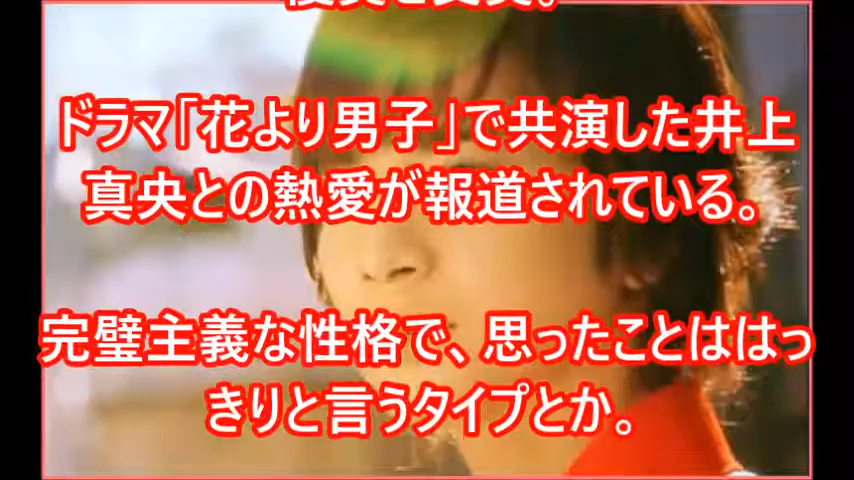 ドラマ「花より男子」で共演した井上
真央との熱愛が報道されている。
完璧主義な性格で、思ったことははっ
きりと言うタイプとか。